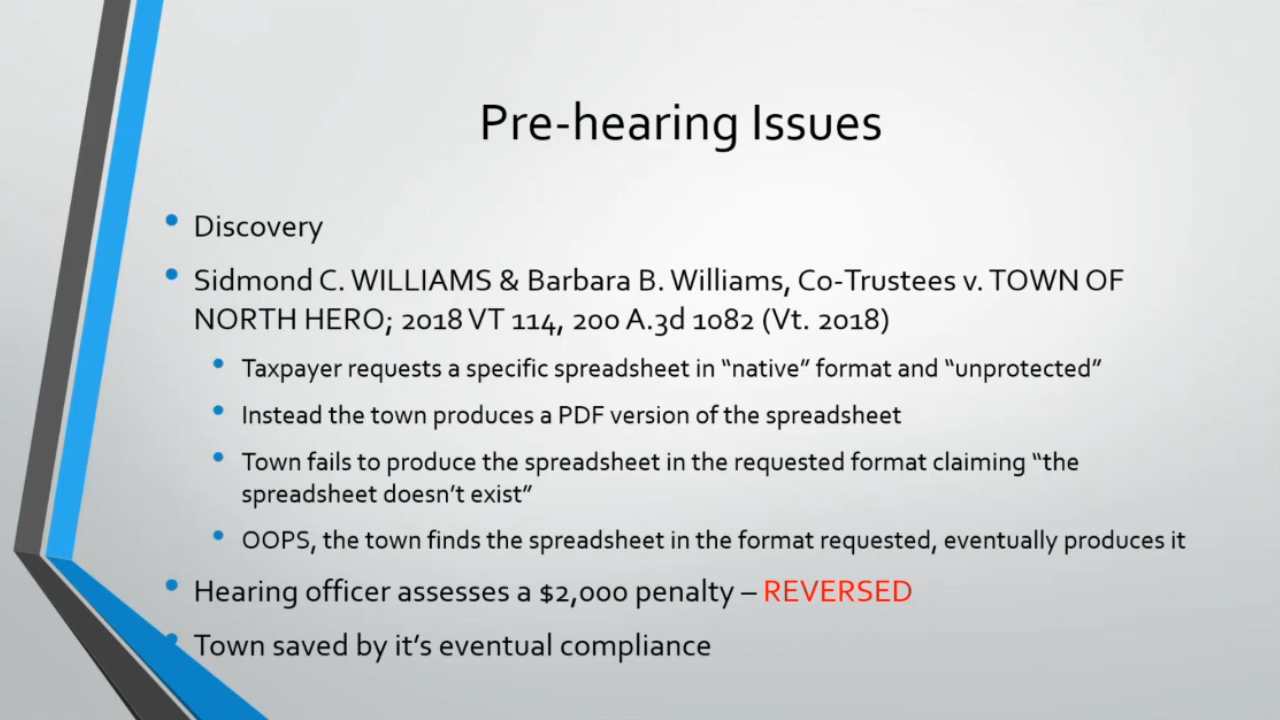 Pre-hearing Issues
• Discovery
• Sidmond C. WILLIAMS & Barbara B. Williams, Co-Trustees v. TOWN OF
NORTH HERO; 2018 VT 114, 200 A.3d 1082 (Vt. 2018)
• Taxpayer requests a specific spreadsheet in “native” format and “unprotected”
• Instead the town produces a PDF version of the spreadsheet
• Town fails to produce the spreadsheet in the requested format claiming “the
spreadsheet doesn’t exist”
• OOPS, the town finds the spreadsheet in the format requested, eventually produces it
• Hearing officer assesses a $2,000 penalty – REVERSED
• Town saved by it’s eventual compliance